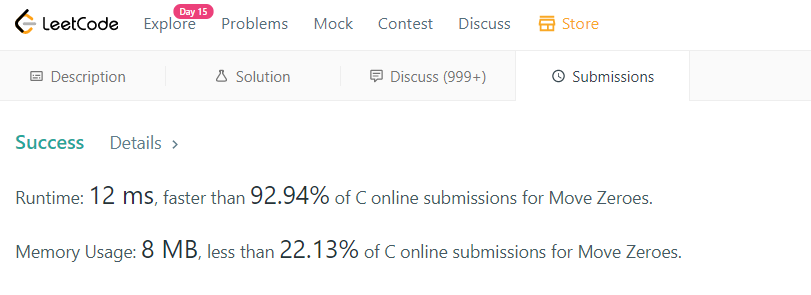 Day 15
LeetCode Explore Problems Mock Contest Discuss Store
Description Solution Discuss (999+) Submissions
Success Details >
Runtime: 12 ms, faster than 92.94% of C online submissions for Move Zeroes.
Memory Usage: 8 MB, less than 22.13% of C online submissions for Move Zeroes.